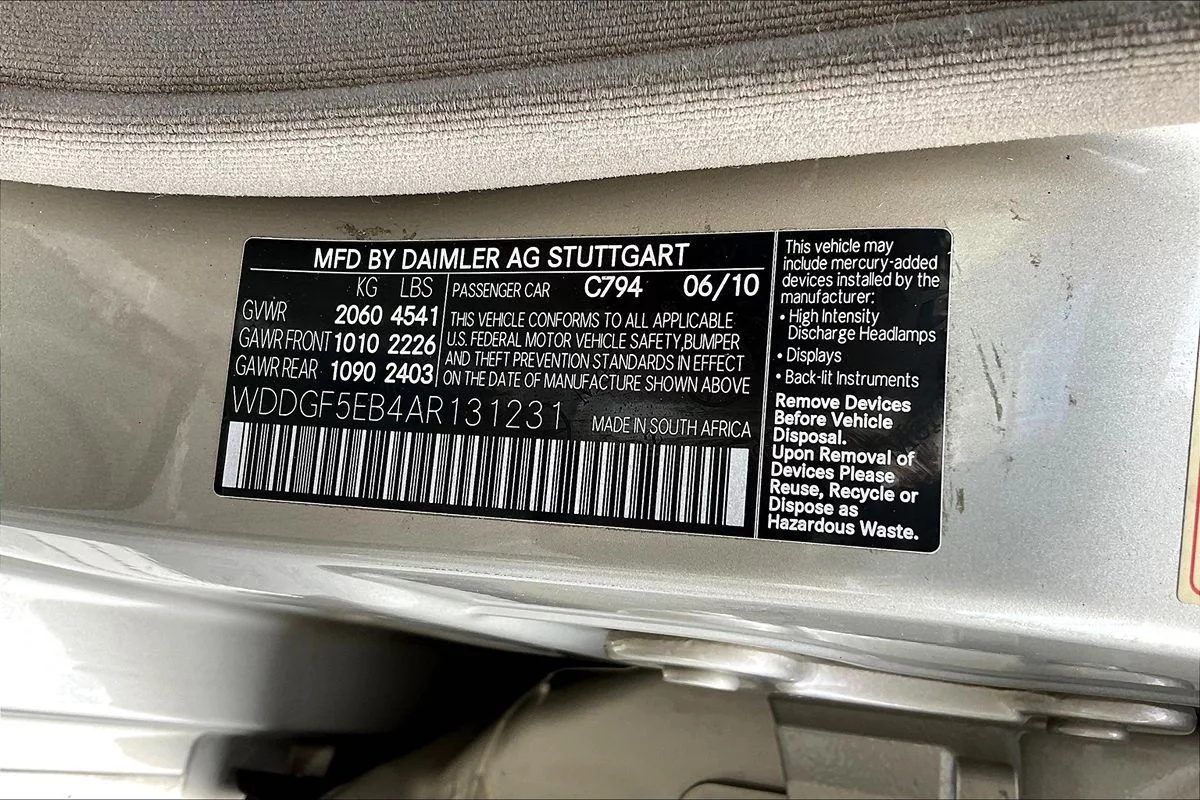 MFD BY DAIMLER AG STUTTGART
KG LBS
GVWR 2060 4541
GAWR FRONT 1010 2226
GAWR REAR 1090 2403
PASSENGER CAR C794 06/10
THIS VEHICLE CONFORMS TO ALL APPLICABLE
U.S. FEDERAL MOTOR VEHICLE SAFETY,BUMPER
AND THEFT PREVENTION STANDARDS IN EFFECT
ON THE DATE OF MANUFACTURE SHOWN ABOVE
WDDGF5EB4AR131231
MADE IN SOUTH AFRICA
This vehicle may
include mercury-added
devices installed by the
manufacturer:
• High Intensity
Discharge Headlamps
• Displays
• Back-lit Instruments
Remove Devices
Before Vehicle
Disposal.
Upon Removal of
Devices Please
Reuse, Recycle or
Dispose as
Hazardous Waste.